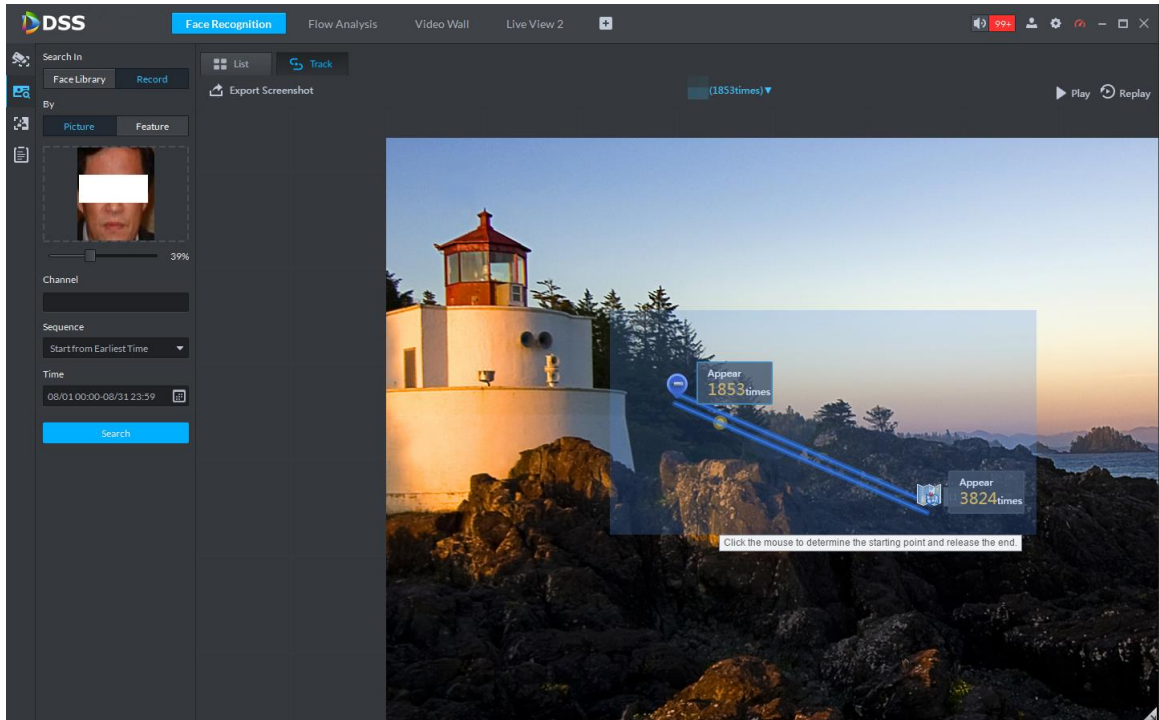 DSS
Face Recognition
Flow Analysis
Video Wall
Live View 2
99+
Search In
Face Library
Record
By
Picture
Feature
39%
Channel
Sequence
Start from Earliest Time
Time
08/01 00:00-08/31 23:59
Search
List
Track
Export Screenshot
(1853times)
Play
Replay
Appear
1853times
Appear
3824times
Click the mouse to determine the starting point and release the end.